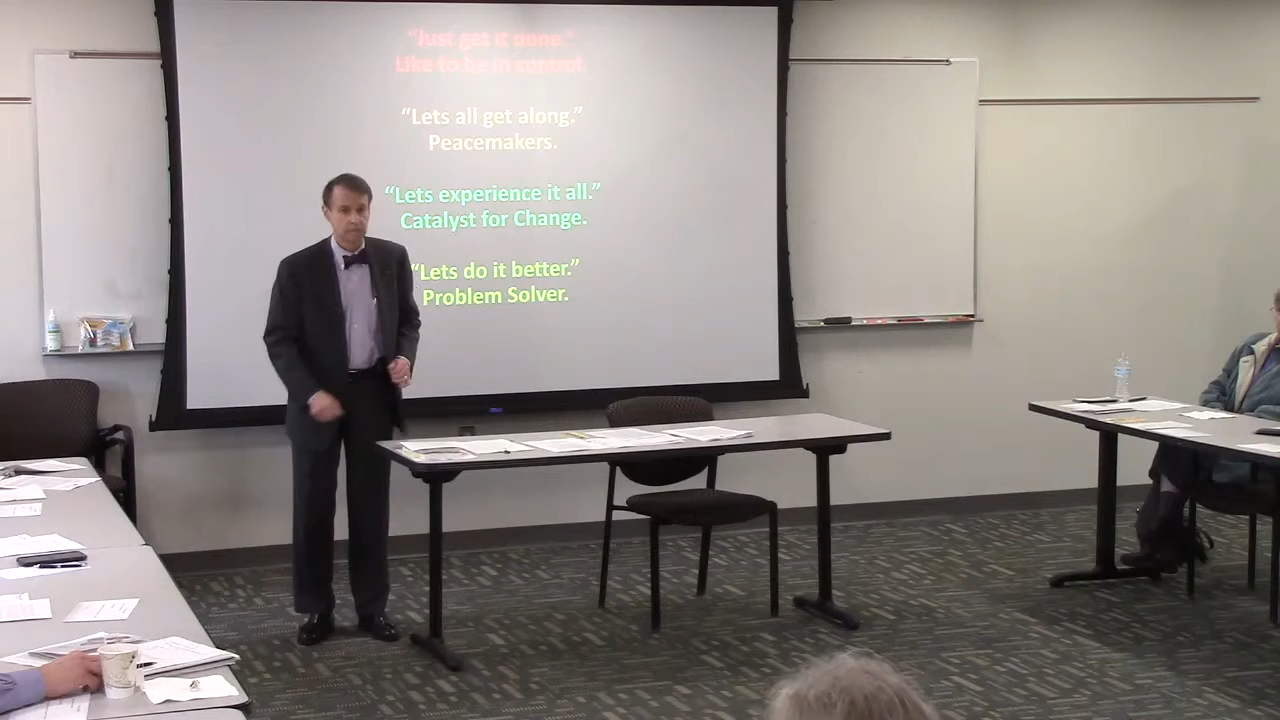 “Just get it done.”
Like to be in control.
“Lets all get along.”
Peacemakers.
“Lets experience it all.”
Catalyst for Change.
“Lets do it better.”
Problem Solver.